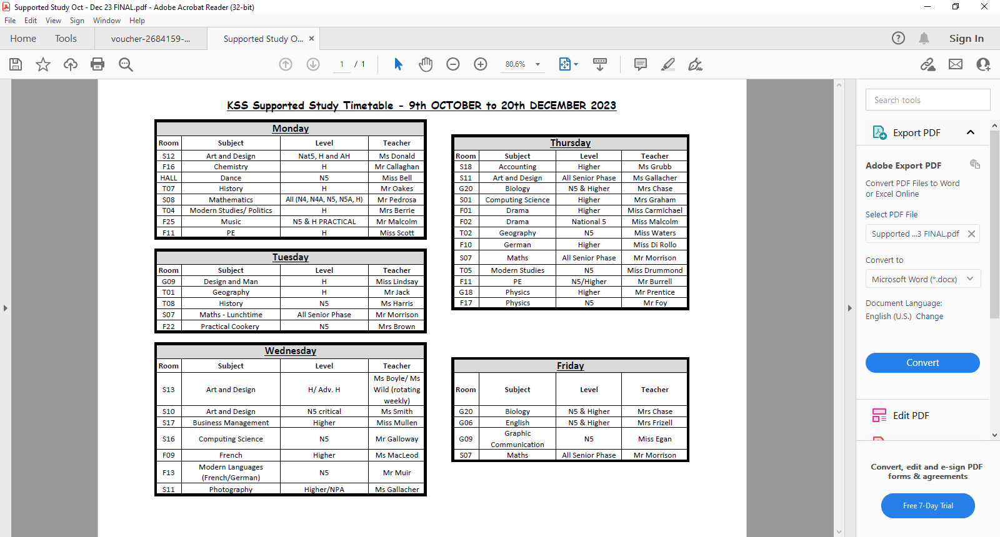 Supported Study Oct - Dec 23 FINAL.pdf - Adobe Acrobat Reader (32-bit)
File Edit View Sign Window Help
Home Tools voucher-2684159-... Supported Study O... × Sign In
1 / 1 80.6%
KSS Supported Study Timetable - 9th OCTOBER to 20th DECEMBER 2023
Monday
Room Subject Level Teacher
S12 Art and Design Nat5, H and AH Ms Donald
F16 Chemistry H Mr Callaghan
HALL Dance N5 Miss Bell
T07 History H Mr Oakes
S08 Mathematics All (N4, N4A, N5, N5A, H) Mr Pedrosa
T04 Modern Studies/ Politics H Mrs Berrie
F25 Music N5 & H PRACTICAL Mr Malcolm
F11 PE H Miss Scott
Tuesday
Room Subject Level Teacher
G09 Design and Man H Miss Lindsay
T01 Geography H Mr Jack
T08 History N5 Ms Harris
S07 Maths - Lunchtime All Senior Phase Mr Morrison
F22 Practical Cookery N5 Mrs Brown
Wednesday
Room Subject Level Teacher
S13 Art and Design H/ Adv. H Ms Boyle/ Ms
Wild (rotating
weekly)
S10 Art and Design N5 critical Ms Smith
S17 Business Management Higher Miss Mullen
S16 Computing Science N5 Mr Galloway
F09 French Higher Ms MacLeod
F13 Modern Languages
(French/German) N5 Mr Muir
S11 Photography Higher/NPA Ms Gallacher
Thursday
Room Subject Level Teacher
S18 Accounting Higher Ms Grubb
S11 Art and Design All Senior Phase Ms Gallacher
G20 Biology N5 & Higher Mrs Chase
S01 Computing Science Higher Mrs Graham
F01 Drama Higher Miss Carmichael
F02 Drama National 5 Miss Malcolm
T02 Geography N5 Miss Waters
F10 German Higher Miss Di Rollo
S07 Maths All Senior Phase Mr Morrison
T05 Modern Studies N5 Miss Drummond
F11 PE N5/Higher Mr Burrell
G18 Physics Higher Mr Prentice
F17 Physics N5 Mr Foy
Friday
Room Subject Level Teacher
G20 Biology N5 & Higher Mrs Chase
G06 English N5 & Higher Mrs Frizell
G09 Graphic
Communication N5 Miss Egan
S07 Maths All Senior Phase Mr Morrison
Search tools
Export PDF
Adobe Export PDF
Convert PDF Files to Word
or Excel Online
Select PDF File
Supported ...3 FINAL.pdf
Convert to
Microsoft Word (*.docx)
Document Language:
English (U.S.) Change
Convert
Edit PDF
Convert, edit and e-sign PDF
forms & agreements
Free 7-Day Trial